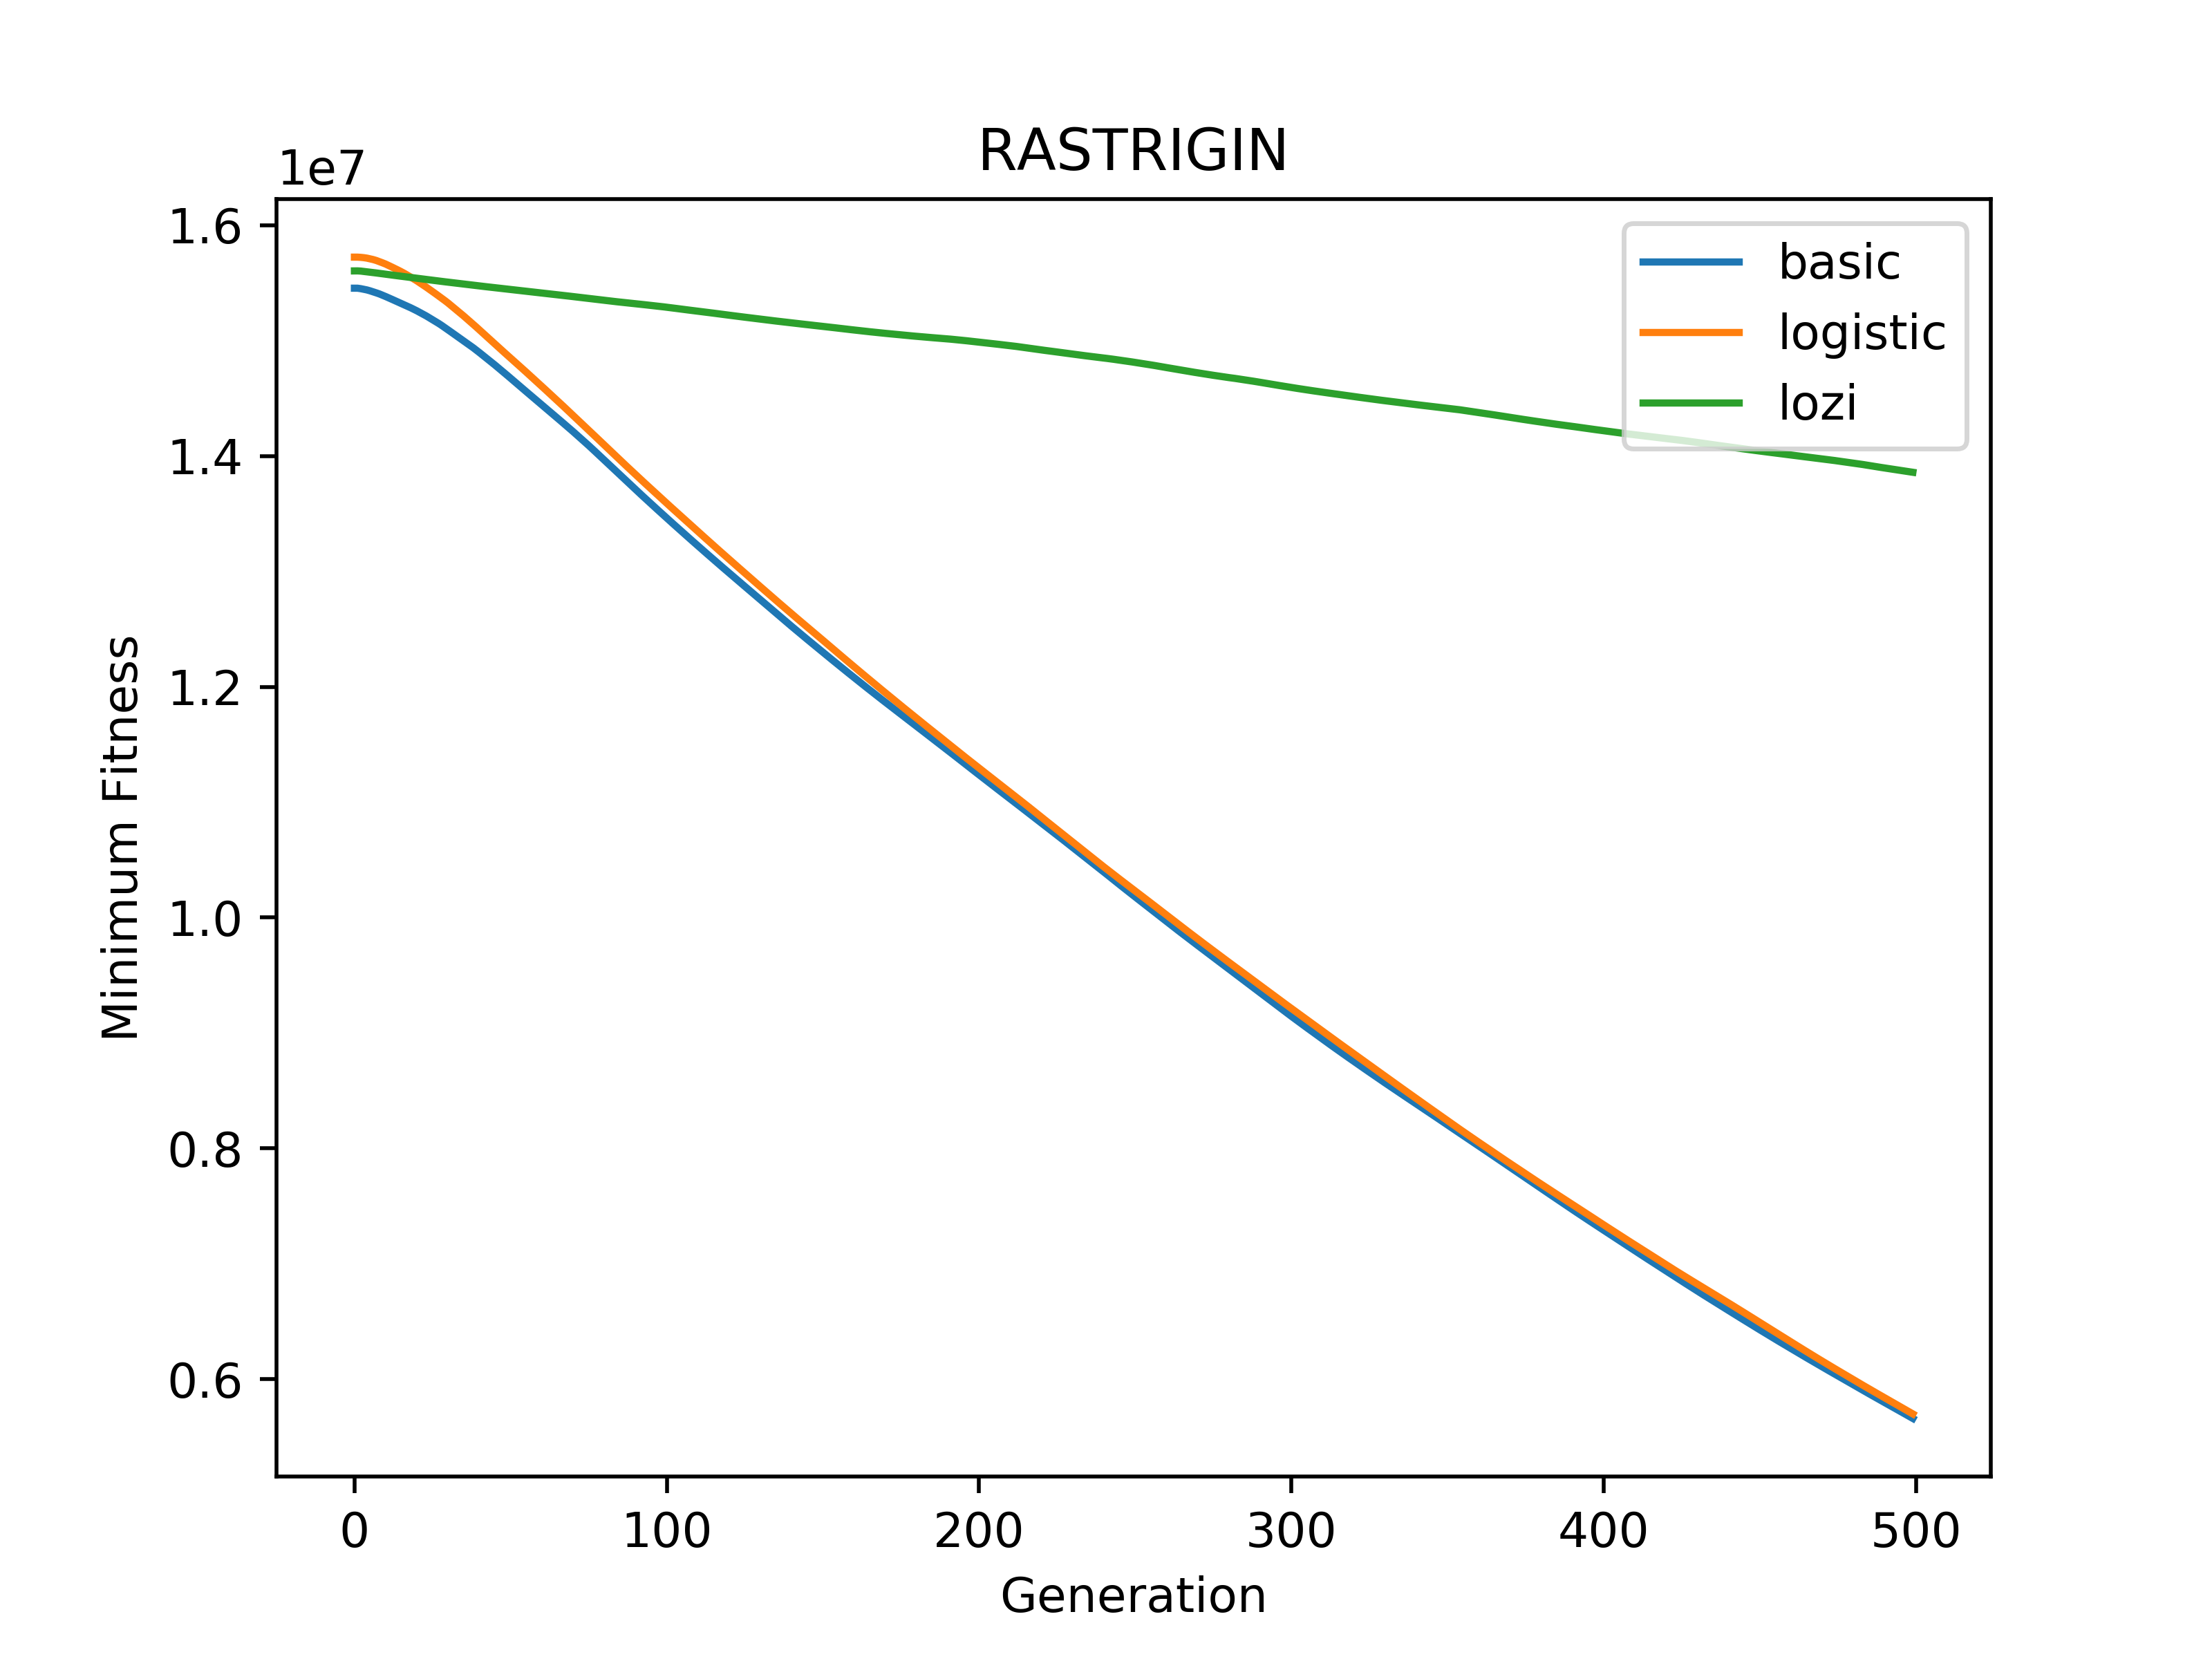 RASTRIGIN
1e7
1.6
1.4
1.2
1.0
0.8
0.6
Minimum Fitness
basic
logistic
lozi
0 100 200 300 400 500
Generation